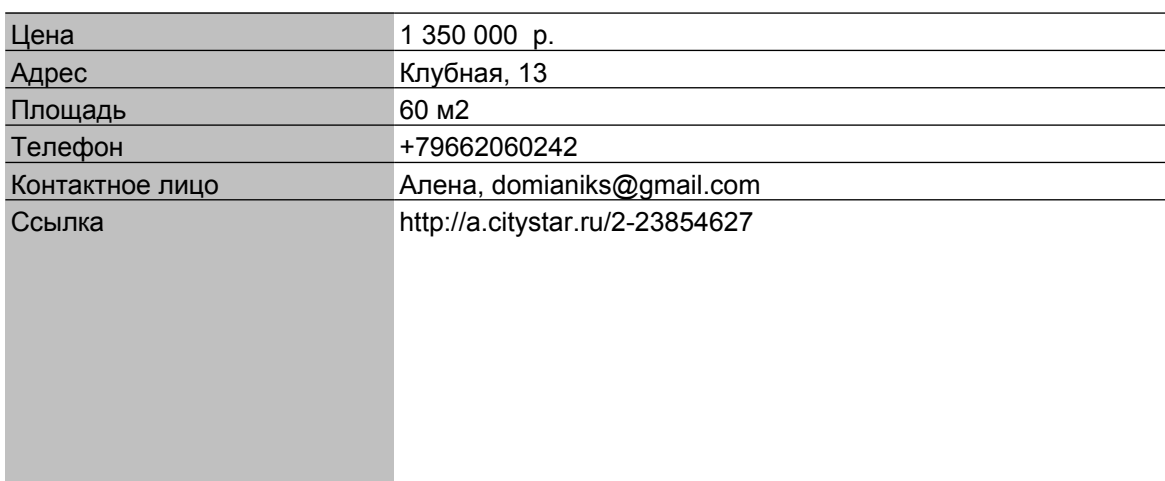 Цена 1 350 000 р.
Адрес Клубная, 13
Площадь 60 м2
Телефон +79662060242
Контактное лицо Алена, domianiks@gmail.com
Ссылка http://a.citystar.ru/2-23854627